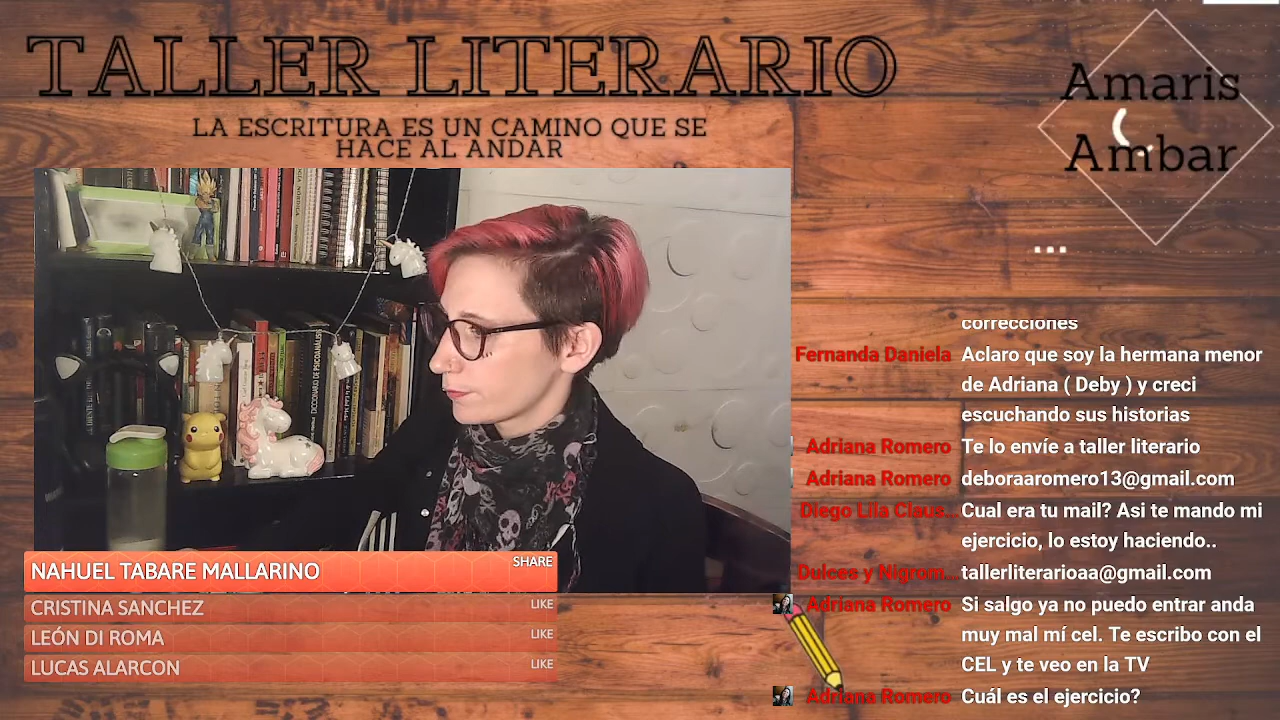 TALLER LITERARIO
LA ESCRITURA ES UN CAMINO QUE SE
HACE AL ANDAR
Amaris
Ambar
...
correcciones
Fernanda Daniela Aclaro que soy la hermana menor
de Adriana ( Deby ) y creci
escuchando sus historias
Adriana Romero Te lo envíe a taller literario
Adriana Romero deboraaromero13@gmail.com
Diego Lila Claus... Cual era tu mail? Asi te mando mi
ejercicio, lo estoy haciendo..
Dulces y Nigrom... tallerliterarioaa@gmail.com
Adriana Romero Si salgo ya no puedo entrar anda
muy mal mí cel. Te escribo con el
CEL y te veo en la TV
Adriana Romero Cuál es el ejercicio?
DICCIONARIO DE PSICOANÁLISIS
NAHUEL TABARE MALLARINO SHARE
CRISTINA SANCHEZ LIKE
LEÓN DI ROMA LIKE
LUCAS ALARCON LIKE